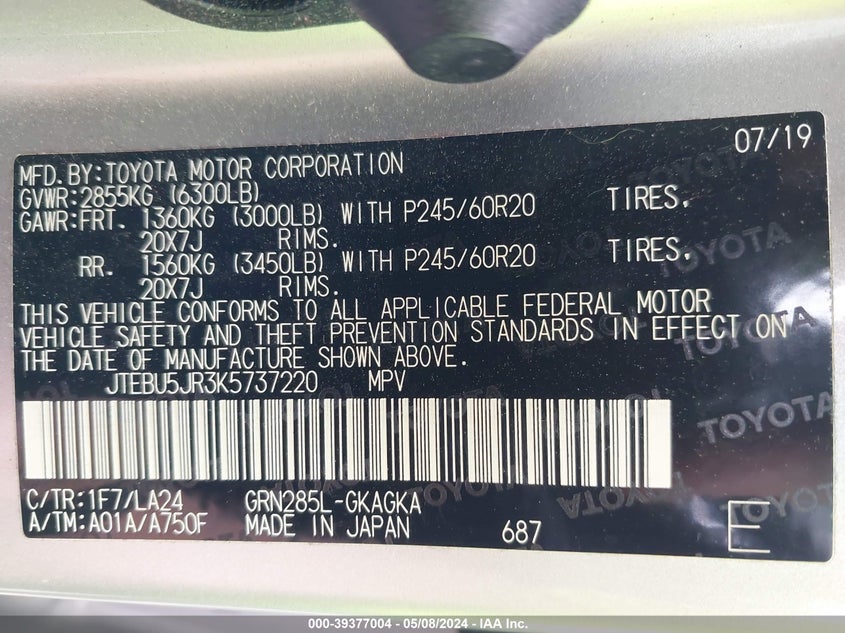 07/19
MFD.BY:TOYOTA MOTOR CORPORATION
GVWR:2855KG (6300LB)
GAWR:FRT. 1360KG (3000LB) WITH P245/60R20 TIRES.
20X7J RIMS.
RR. 1560KG (3450LB) WITH P245/60R20 TIRES.
20X7J RIMS.
THIS VEHICLE CONFORMS TO ALL APPLICABLE FEDERAL MOTOR
VEHICLE SAFETY AND THEFT PREVENTION STANDARDS IN EFFECT ON
THE DATE OF MANUFACTURE SHOWN ABOVE.
JTEBU5JR3K5737220 MPV
C/TR:1F7/LA24 GRN285L-GKAGKA
A/TM:A01A/A750F MADE IN JAPAN 687 E
TOYOTA
TOYOTA
000-39377004 - 05/08/2024 - IAA Inc.